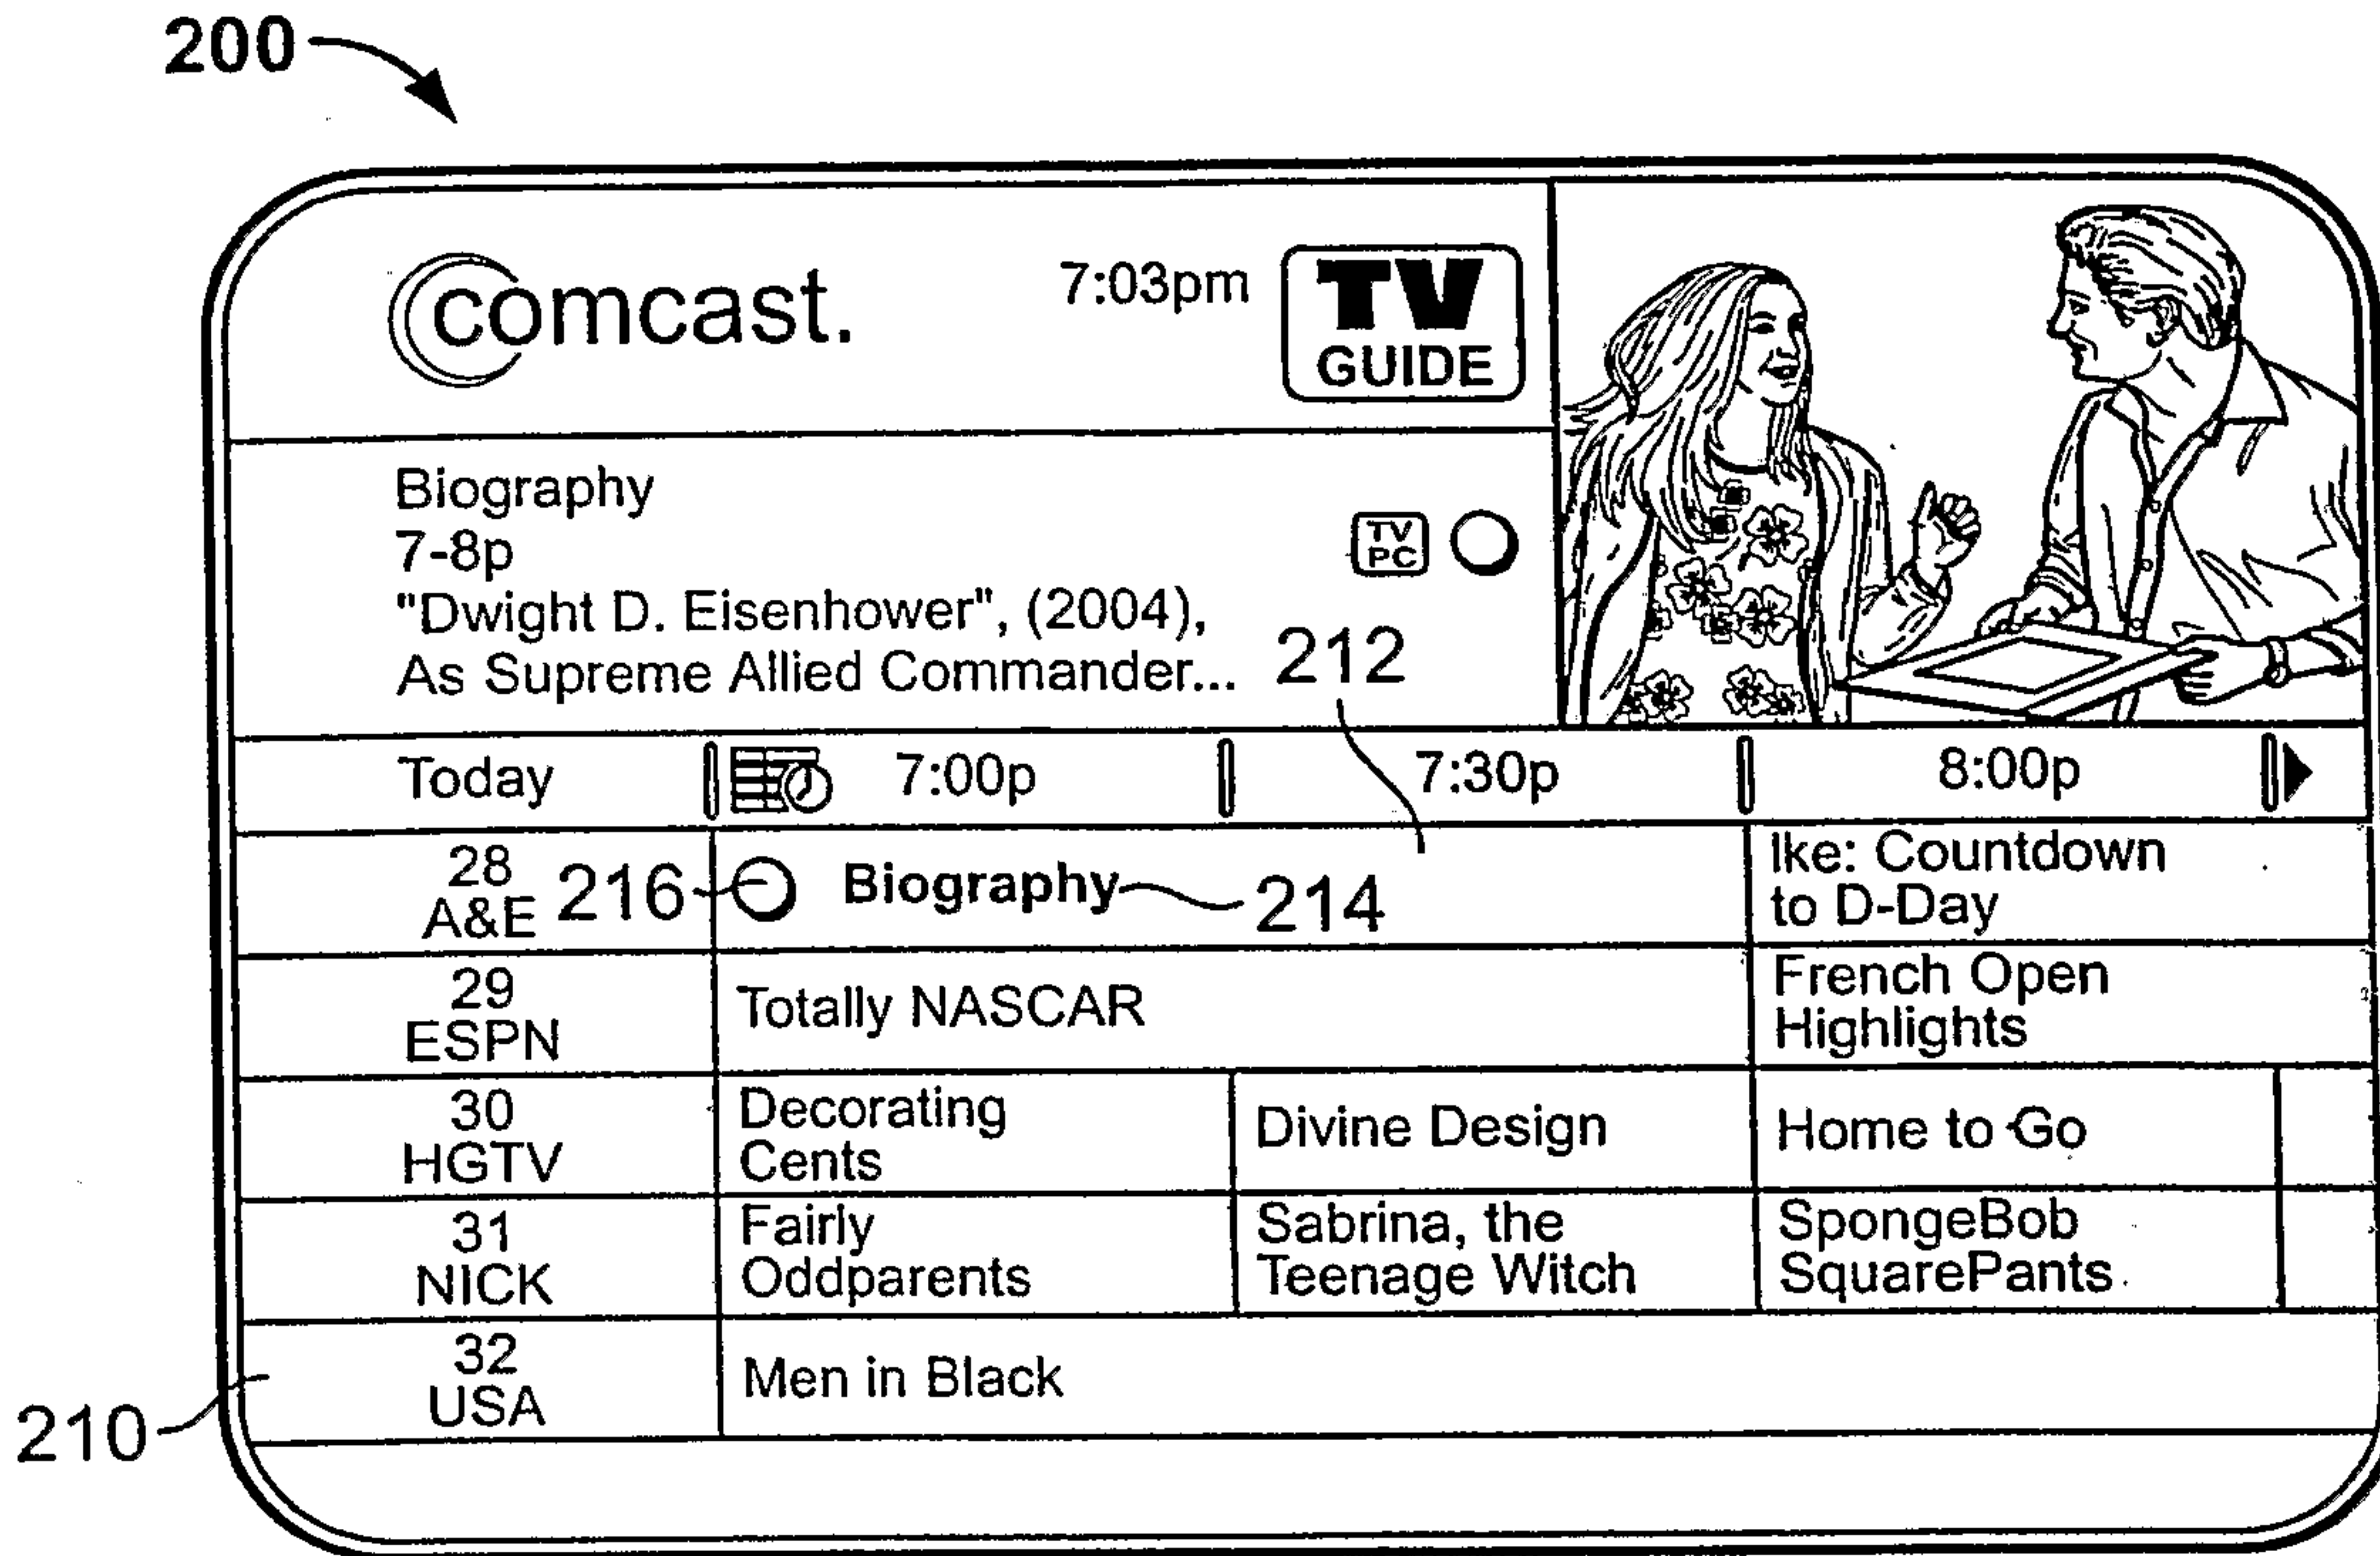 200
comcast.
7:03pm
TV
GUIDE
Biography
7-8p
"Dwight D. Eisenhower", (2004),
As Supreme Allied Commander...
TV
PC
212
Today
7:00p
7:30p
8:00p
28
A&E
216
Biography
214
Ike: Countdown
to D-Day
29
ESPN
Totally NASCAR
French Open
Highlights
30
HGTV
Decorating
Cents
Divine Design
Home to Go
31
NICK
Fairly
Oddparents
Sabrina, the
Teenage Witch
SpongeBob
SquarePants
32
USA
Men in Black
210